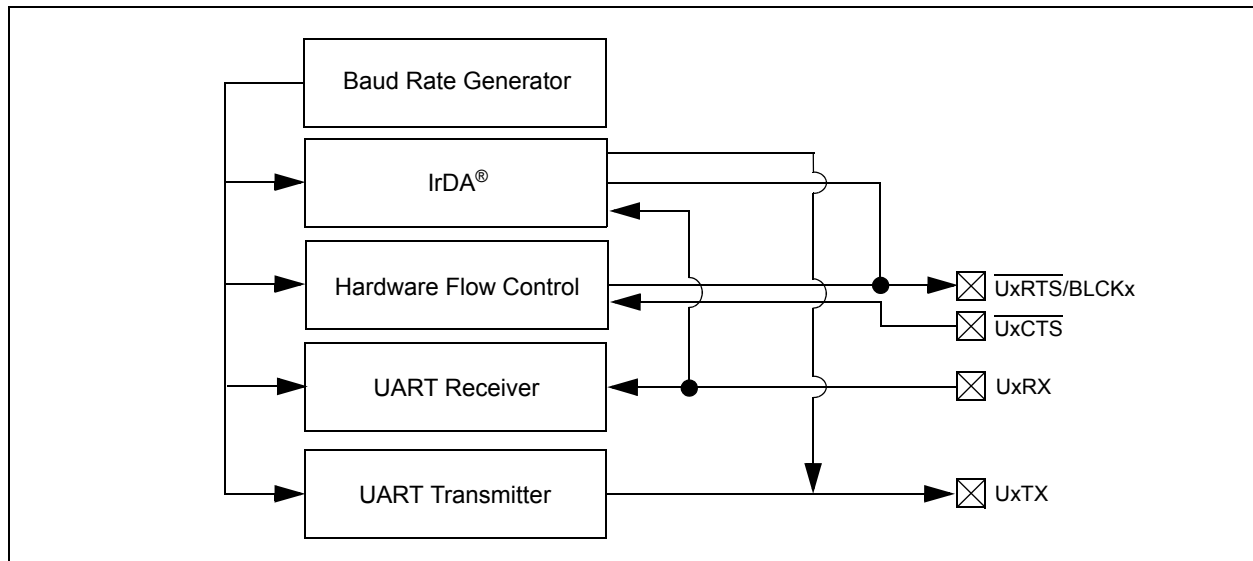 Baud Rate Generator
IrDA®
Hardware Flow Control
UxRTS/BLCKx
UxCTS
UART Receiver
UxRX
UART Transmitter
UxTX